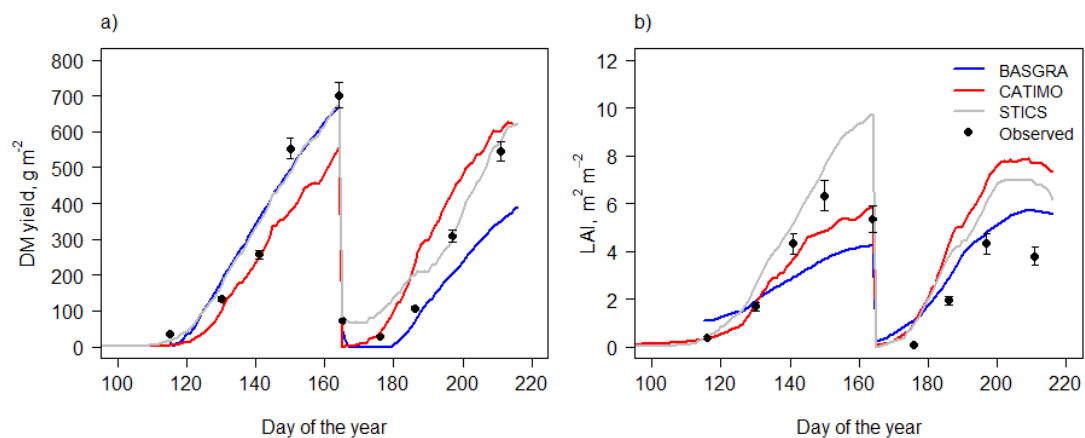 a)
DM yield, g m⁻²
800
700
600
500
400
300
200
100
0
100 120 140 160 180 200 220
Day of the year
b)
LAI, m² m⁻²
12
10
8
6
4
2
0
BASGRA
CATIMO
STICS
Observed
100 120 140 160 180 200 220
Day of the year